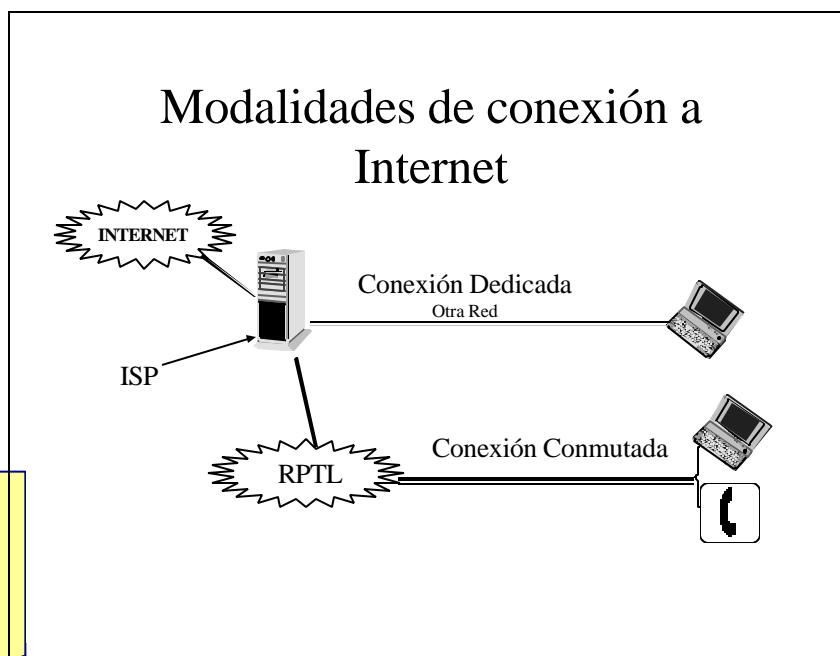 Modalidades de conexión a
Internet
INTERNET
Conexión Dedicada
Otra Red
ISP
Conexión Conmutada
RPTL